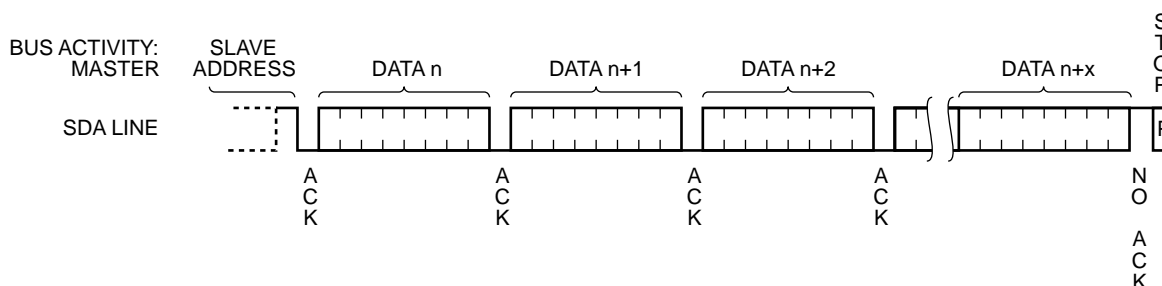 BUS ACTIVITY:
MASTER
SLAVE
ADDRESS
DATA n
DATA n+1
DATA n+2
DATA n+x
S
T
O
P
SDA LINE
P
A
C
K
A
C
K
A
C
K
A
C
K
N
O
A
C
K